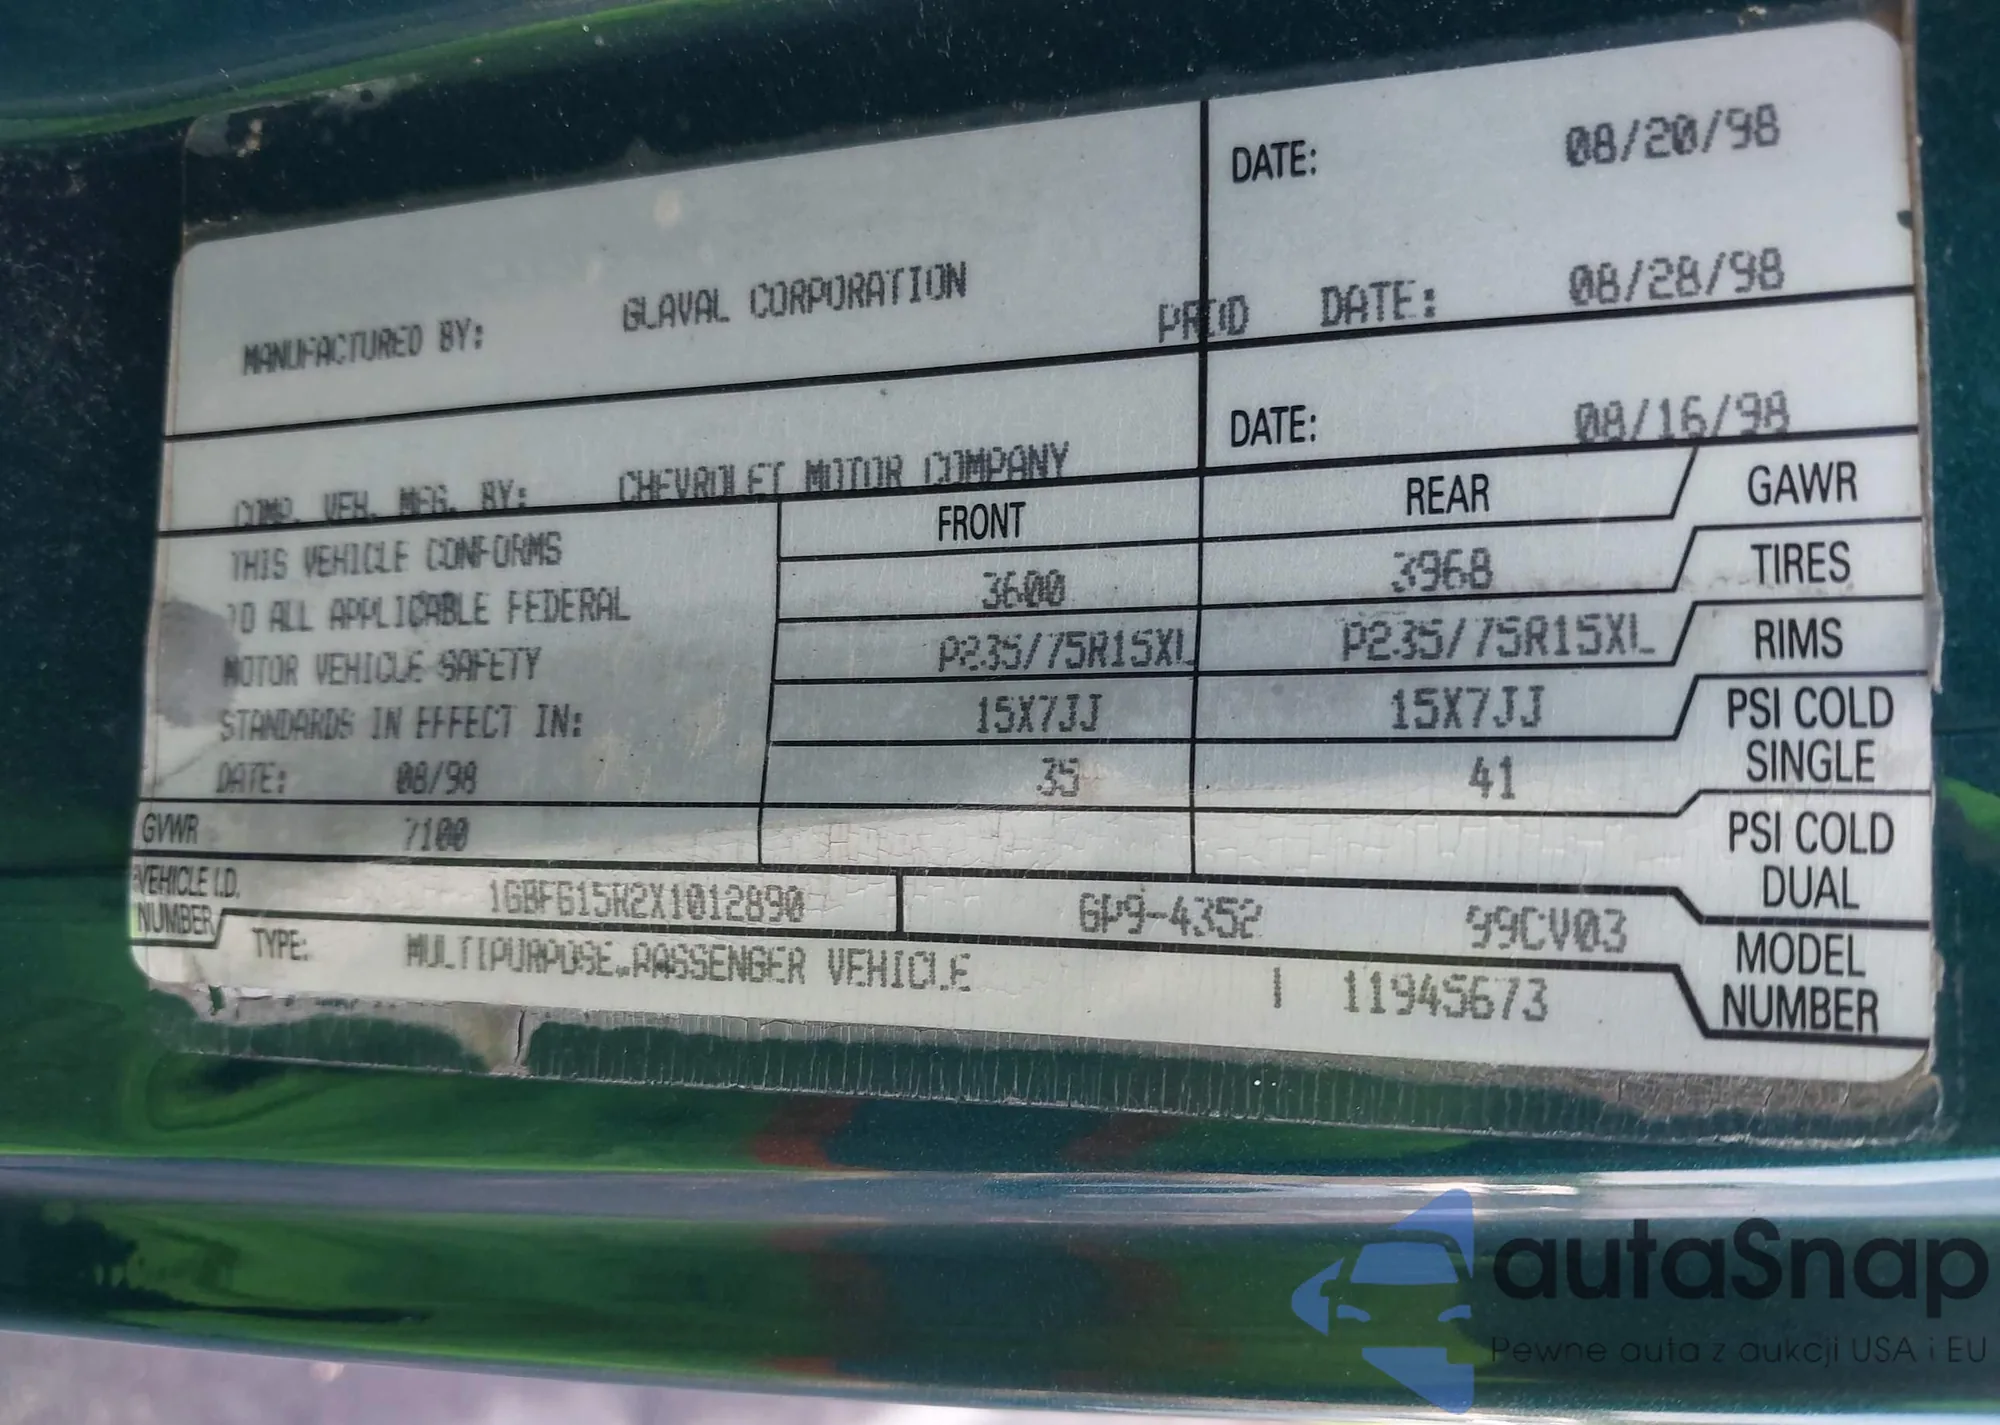 DATE: 08/20/98
MANUFACTURED BY: GLAVAL CORPORATION
PROD DATE: 08/28/98
DATE: 08/16/98
COMP. VEH. MFG. BY: CHEVROLET MOTOR COMPANY
FRONT REAR GAWR
THIS VEHICLE CONFORMS
TO ALL APPLICABLE FEDERAL
MOTOR VEHICLE SAFETY
STANDARDS IN EFFECT IN:
DATE: 08/98
3600 3968 TIRES
P235/75R15XL P235/75R15XL RIMS
15X7JJ 15X7JJ PSI COLD
SINGLE
35 41
PSI COLD
DUAL
GVWR 7100
VEHICLE I.D.
NUMBER
1GBFG15R2X1012890 GP9-4352 99CV03
MODEL
NUMBER
TYPE: MULTIPURPOSE PASSENGER VEHICLE 11945673
autaSnap
Pewne auta z aukcji USA i EU